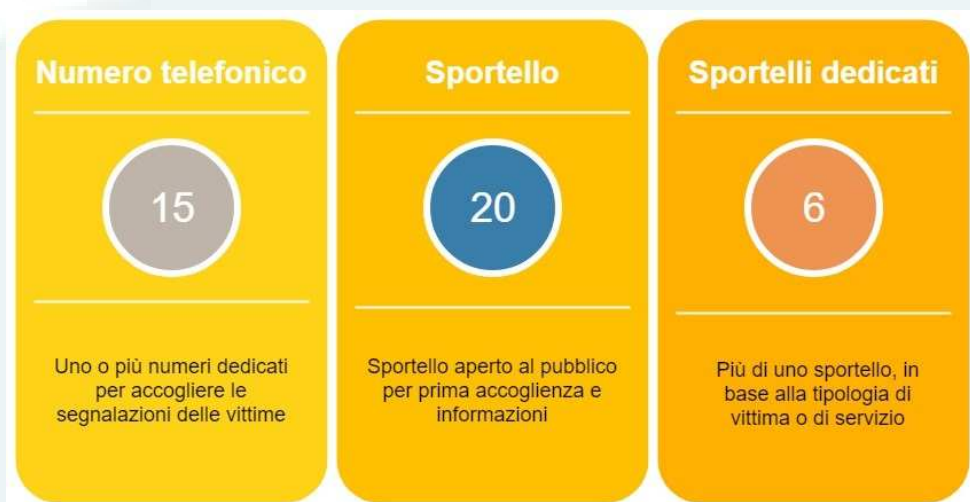 Numero telefonico
15
Uno o più numeri dedicati
per accogliere le
segnalazioni delle vittime
Sportello
20
Sportello aperto al pubblico
per prima accoglienza e
informazioni
Sportelli dedicati
6
Più di uno sportello, in
base alla tipologia di
vittima o di servizio